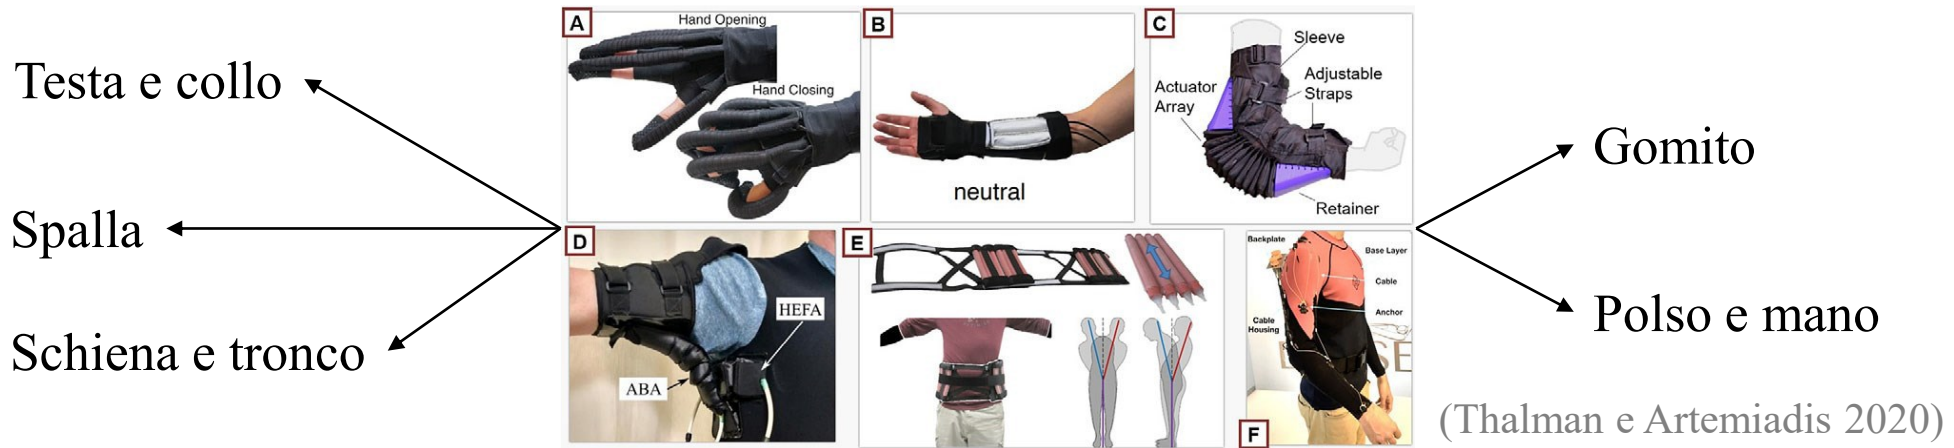 Testa e collo
Spalla
Schiena e tronco
A
Hand Opening
Hand Closing
B
neutral
C
Sleeve
Adjustable
Straps
Actuator
Array
Retainer
D
HEFA
ABA
E
Backplate
Base Layer
Cable
Anchor
Cable
Housing
F
Gomito
Polso e mano
(Thalman e Artemiadis 2020)